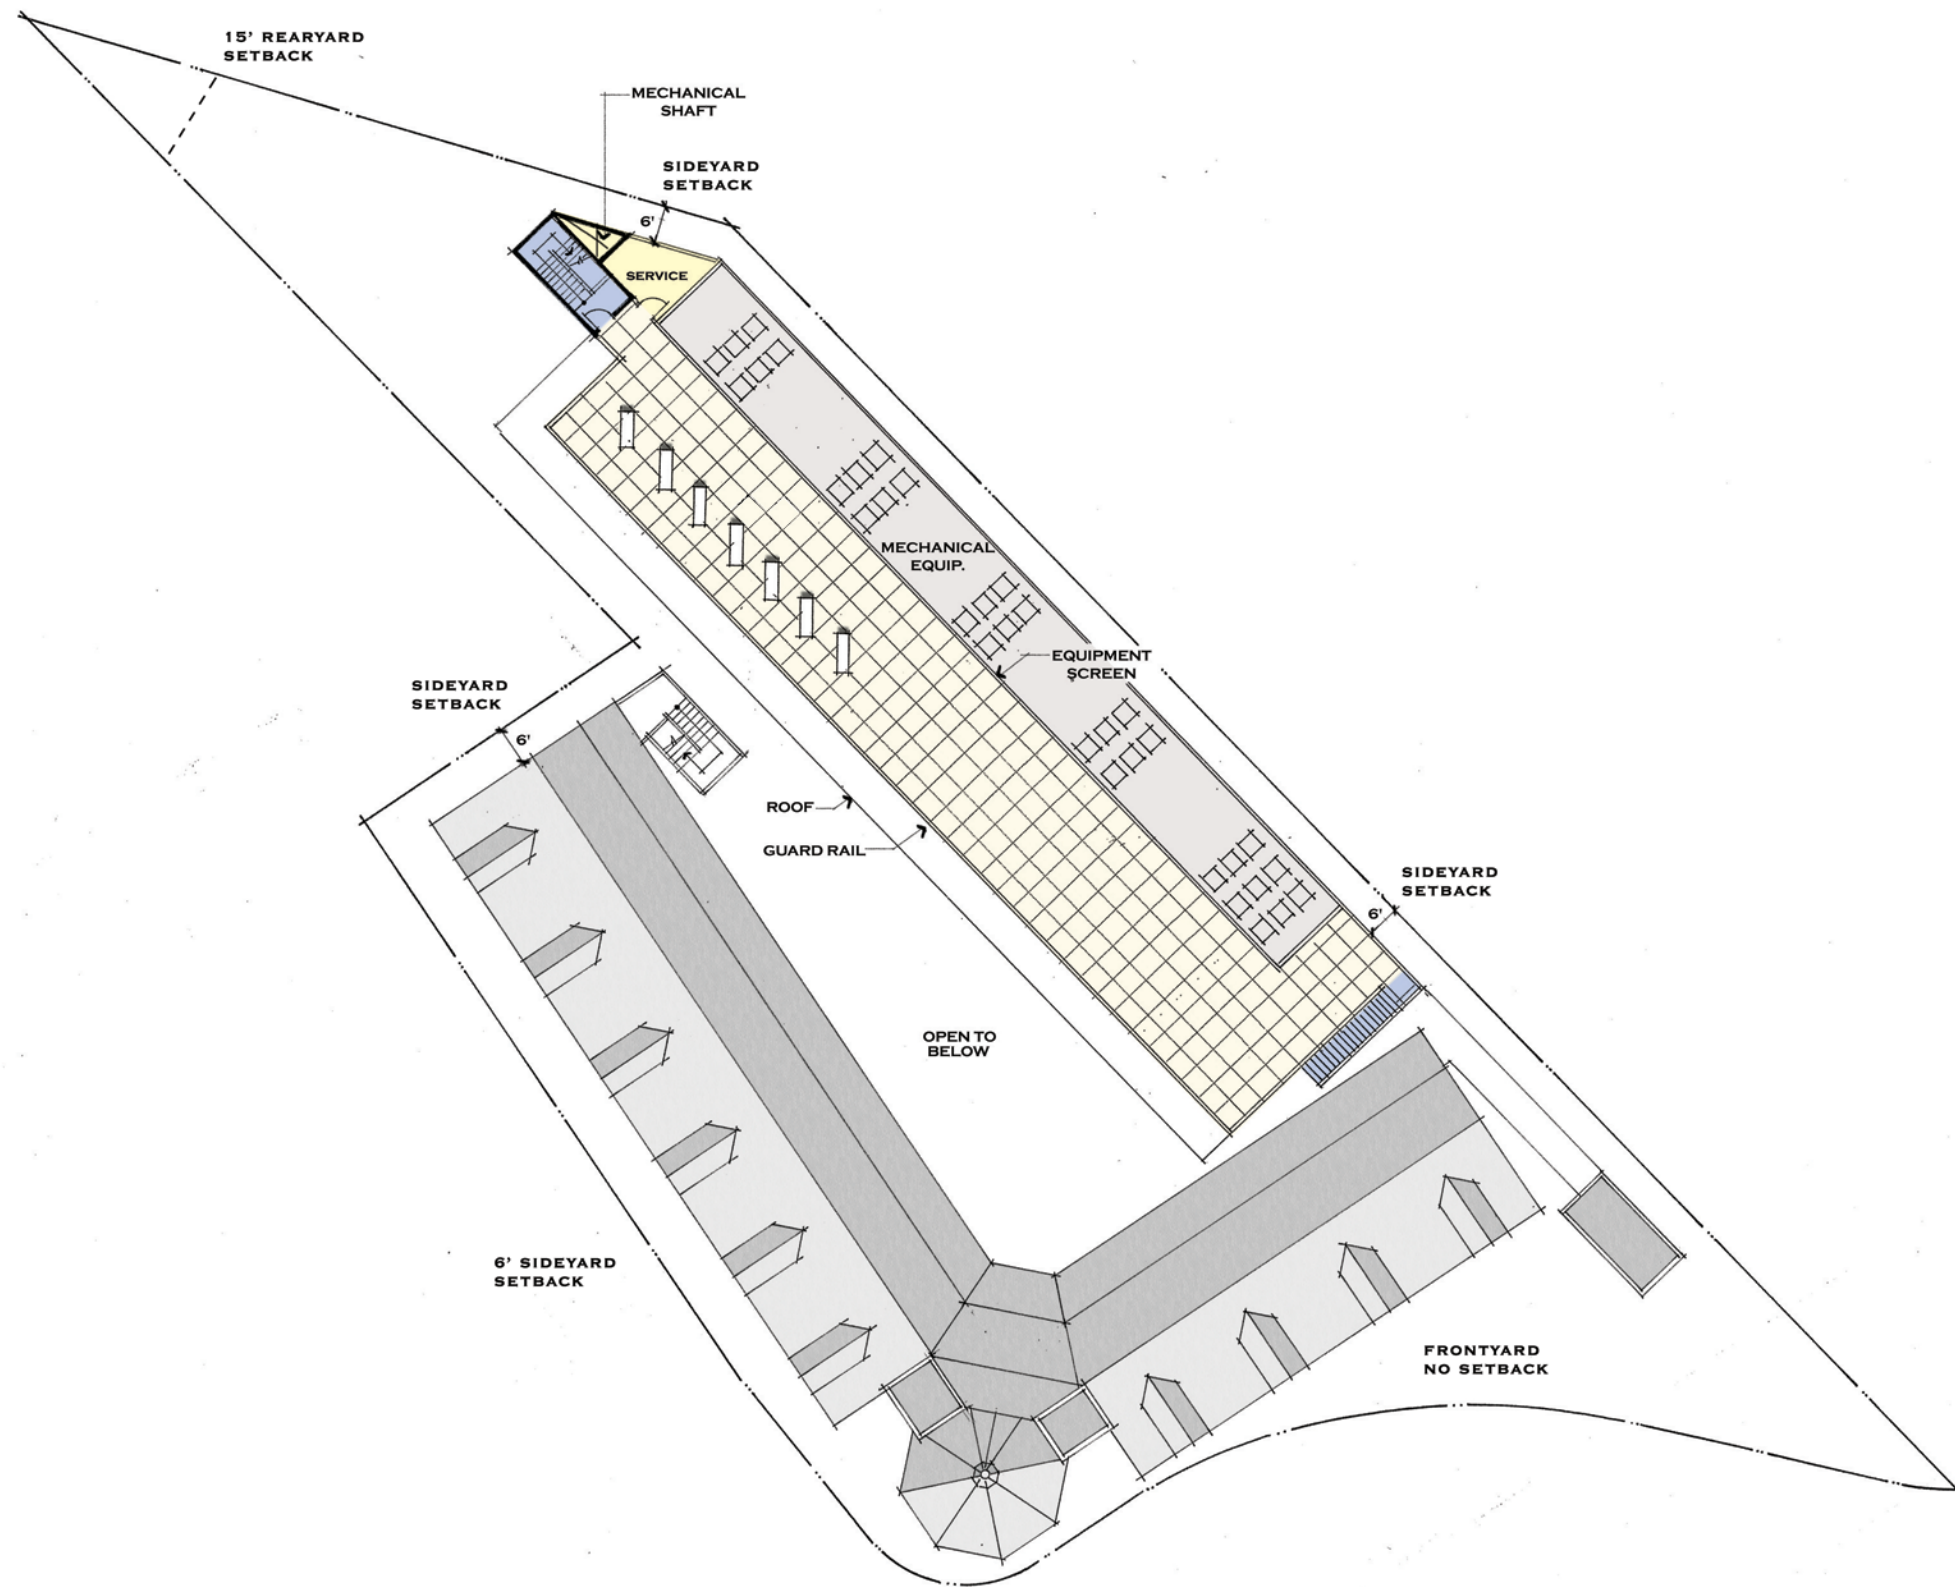 15' REARYARD
SETBACK
MECHANICAL
SHAFT
SIDEYARD
SETBACK
6'
SERVICE
MECHANICAL
EQUIP.
EQUIPMENT
SCREEN
SIDEYARD
SETBACK
6'
ROOF
GUARD RAIL
SIDEYARD
SETBACK
6'
OPEN TO
BELOW
6' SIDEYARD
SETBACK
FRONTYARD
NO SETBACK